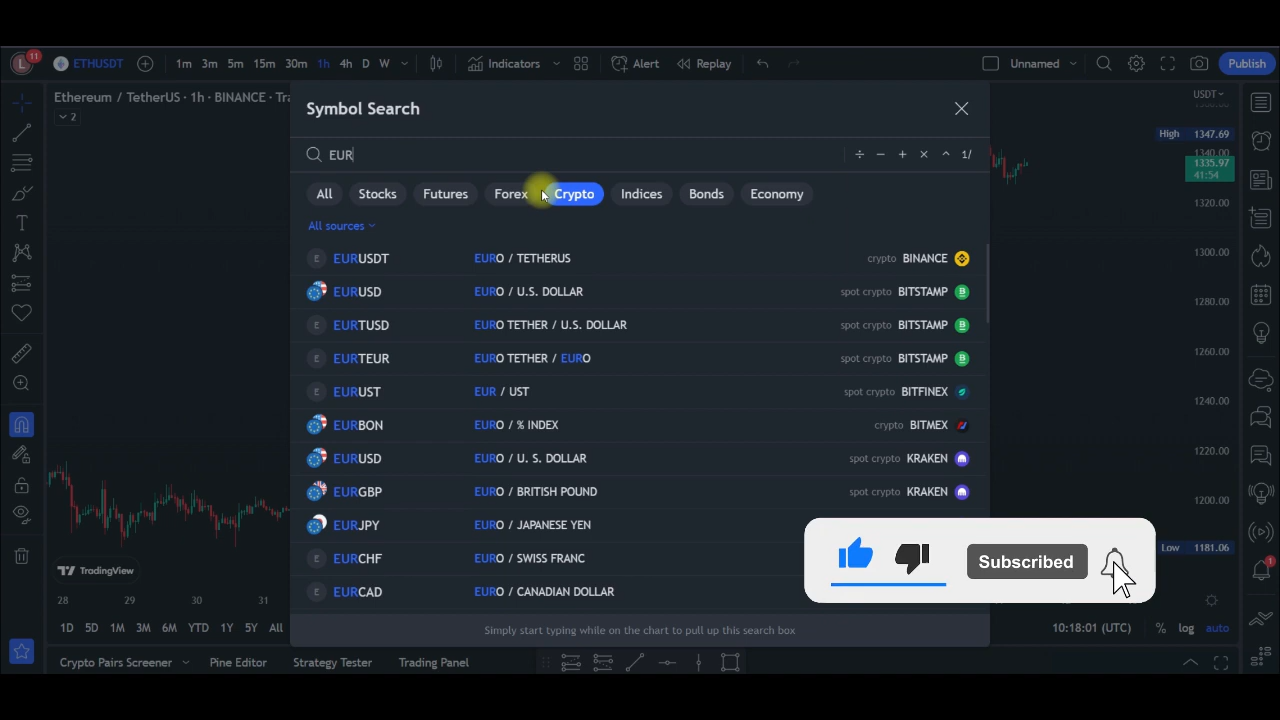 L 11 ETHUSDT 1m 3m 5m 15m 30m 1h 4h D W Indicators Alert Replay Unnamed Publish
Ethereum / TetherUS · 1h · BINANCE · Tra
2
USDT
Symbol Search
EUR
1/
All Stocks Futures Forex Crypto Indices Bonds Economy
All sources
E EURUSDT EURO / TETHERUS crypto BINANCE
EURUSD EURO / U.S. DOLLAR spot crypto BITSTAMP B
E EURTUSD EURO TETHER / U.S. DOLLAR spot crypto BITSTAMP B
E EURTEUR EURO TETHER / EURO spot crypto BITSTAMP B
E EURUST EUR / UST spot crypto BITFINEX
EURBON EURO / % INDEX crypto BITMEX
EURUSD EURO / U. S. DOLLAR spot crypto KRAKEN
EURGBP EURO / BRITISH POUND spot crypto KRAKEN
EURJPY EURO / JAPANESE YEN
E EURCHF EURO / SWISS FRANC
E EURCAD EURO / CANADIAN DOLLAR
Simply start typing while on the chart to pull up this search box
High 1347.69
1340.00
1335.97
41:54
1320.00
1300.00
1280.00
1260.00
1240.00
1220.00
1200.00
Low 1181.06
Subscribed
1
TradingView
28 29 30 31
1D 5D 1M 3M 6M YTD 1Y 5Y All 10:18:01 (UTC) % log auto
Crypto Pairs Screener Pine Editor Strategy Tester Trading Panel